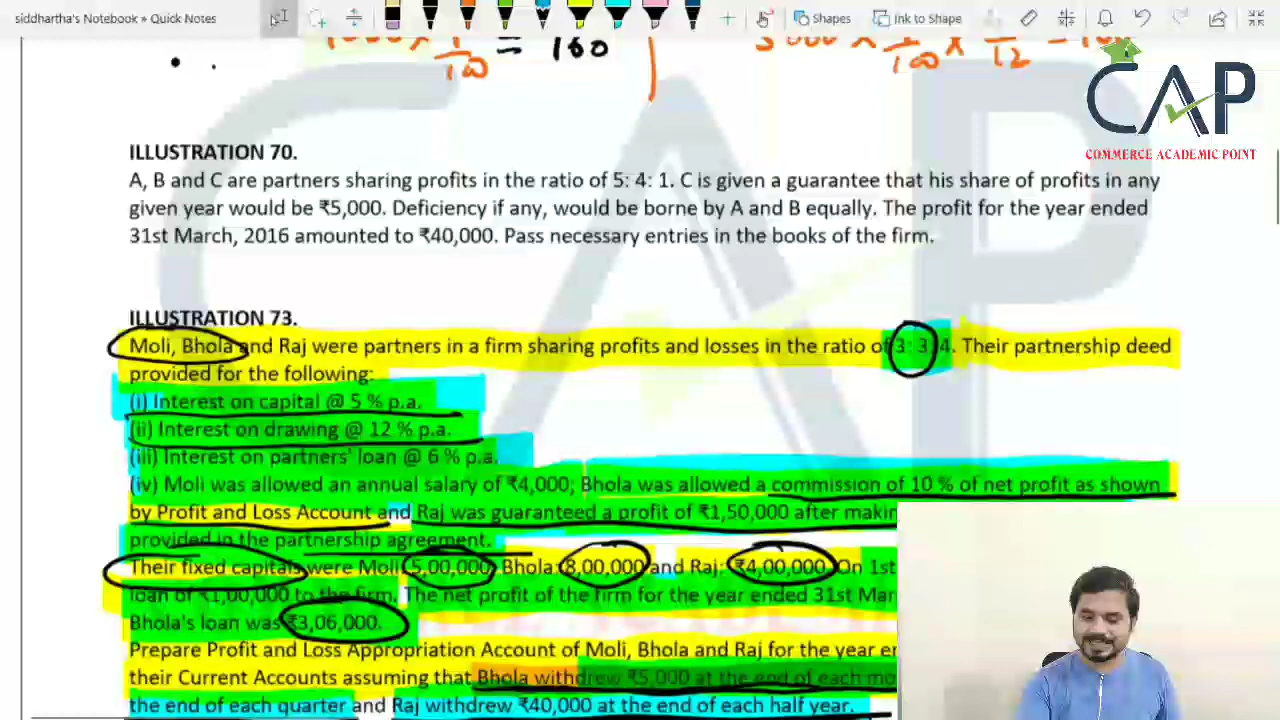 siddhartha's Notebook » Quick Notes
Shapes
Ink to Shape
= 160
CAP
COMMERCE ACADEMIC POINT
ILLUSTRATION 70.
A, B and C are partners sharing profits in the ratio of 5: 4: 1. C is given a guarantee that his share of profits in any
given year would be ₹5,000. Deficiency if any, would be borne by A and B equally. The profit for the year ended
31st March, 2016 amounted to ₹40,000. Pass necessary entries in the books of the firm.
ILLUSTRATION 73.
Moli, Bhola and Raj were partners in a firm sharing profits and losses in the ratio of 3: 3: 4. Their partnership deed
provided for the following:
(i) Interest on capital @ 5 % p.a.
(ii) Interest on drawing @ 12 % p.a.
(iii) Interest on partners' loan @ 6 % p.a.
(iv) Moli was allowed an annual salary of ₹4,000; Bhola was allowed a commission of 10 % of net profit as shown
by Profit and Loss Account and Raj was guaranteed a profit of ₹1,50,000 after makin
provided in the partnership agreement.
Their fixed capitals were Moli: 5,00,000; Bhola: 8,00,000 and Raj: ₹4,00,000. On 1st
loan of ₹1,00,000 to the firm. The net profit of the firm for the year ended 31st Mar
Bhola's loan was ₹3,06,000.
Prepare Profit and Loss Appropriation Account of Moli, Bhola and Raj for the year en
their Current Accounts assuming that Bhola withdrew ₹5,000 at the end of each mo
the end of each quarter and Raj withdrew ₹40,000 at the end of each half year.